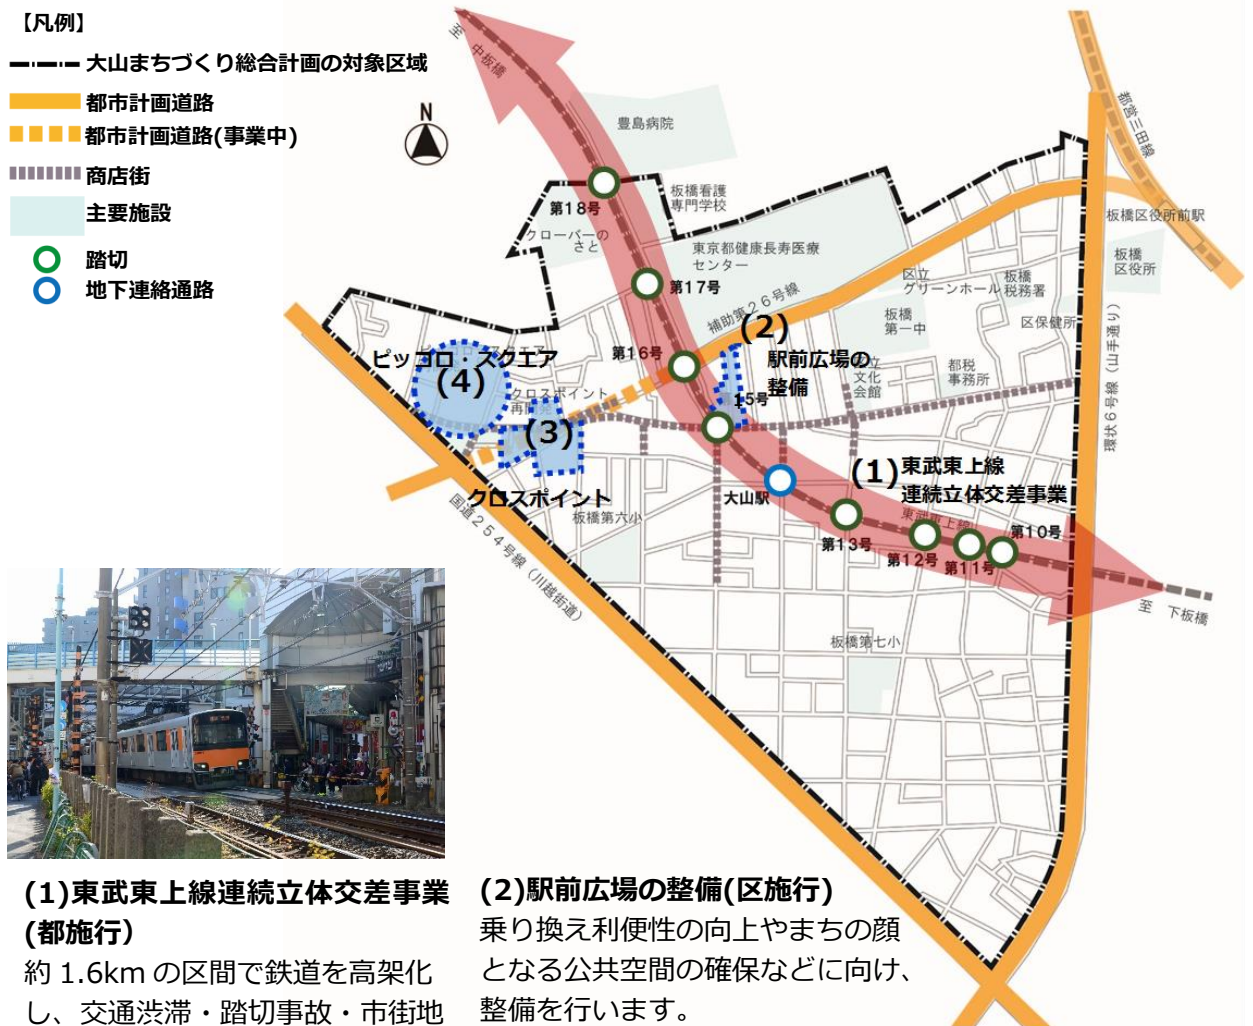 【凡例】
大山まちづくり総合計画の対象区域
都市計画道路
都市計画道路(事業中)
商店街
主要施設
踏切
地下連絡通路
N
至 中板橋
豊島病院
都営三田線
第18号
板橋看護
専門学校
クローバーの
さと
東京都健康長寿医療
センター
板橋区役所前駅
板橋
区役所
第17号
区立
グリーンホール
板橋
税務署
補助第26号線
板橋
第一中
区保健所
環状6号線(山手通り)
(2)
駅前広場の
整備
第16号
ピッコロ・スクエア
(4)
区立
文化
会館
都税
事務所
クロスポイント
15号
(3)
クロスポイント
(1)
東武東上線
連続立体交差事業
大山駅
国道254号線(川越街道)
板橋第六小
東武東上線
第13号
第12号
第11号
第10号
至 下板橋
板橋第七小
(1)東武東上線連続立体交差事業
(都施行)
約 1.6km の区間で鉄道を高架化
し、交通渋滞・踏切事故・市街地
(2)駅前広場の整備(区施行)
乗り換え利便性の向上やまちの顔
となる公共空間の確保などに向け、
整備を行います。